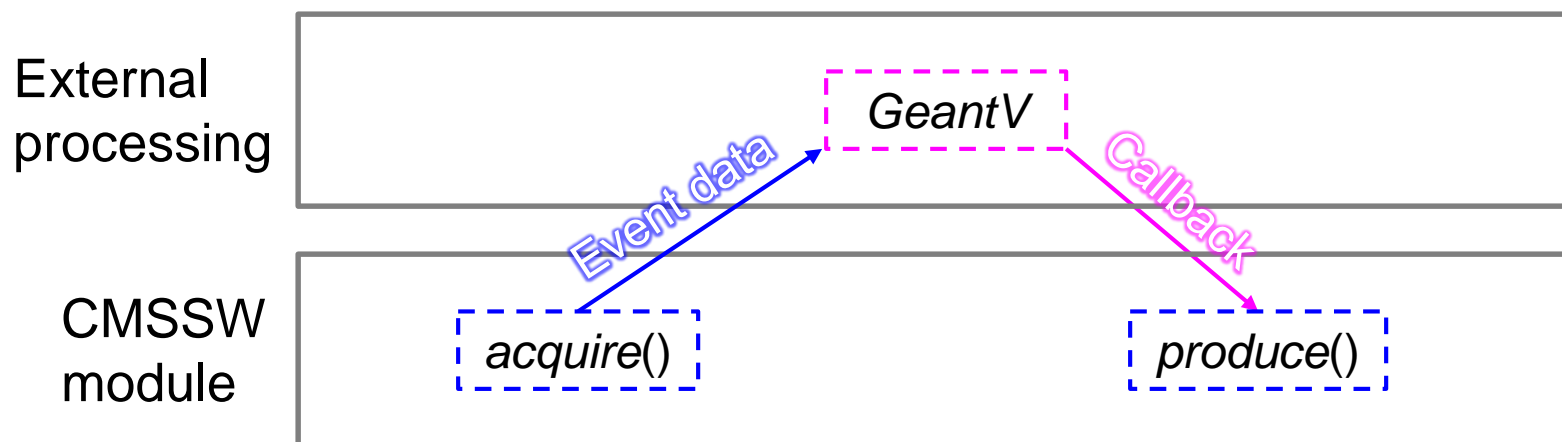 External
processing
GeantV
Event data
Callback
CMSSW
module
acquire()
produce()